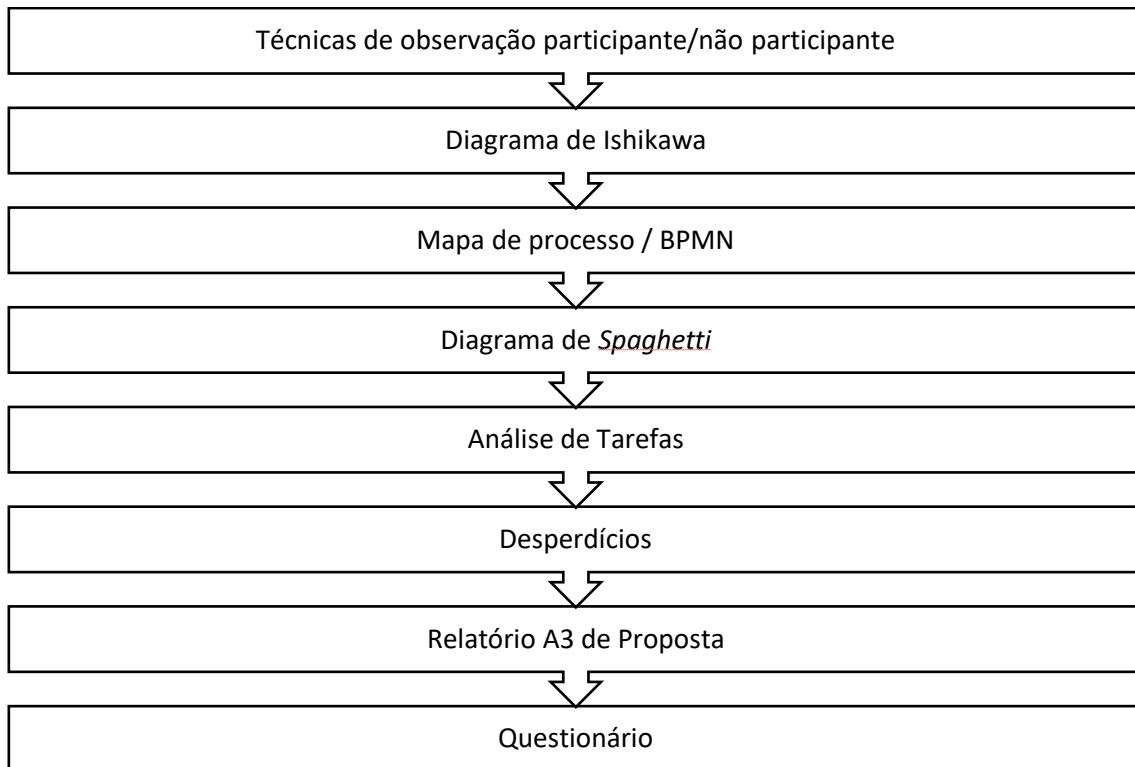 Técnicas de observação participante/não participante
Diagrama de Ishikawa
Mapa de processo / BPMN
Diagrama de Spaghetti
Análise de Tarefas
Desperdícios
Relatório A3 de Proposta
Questionário